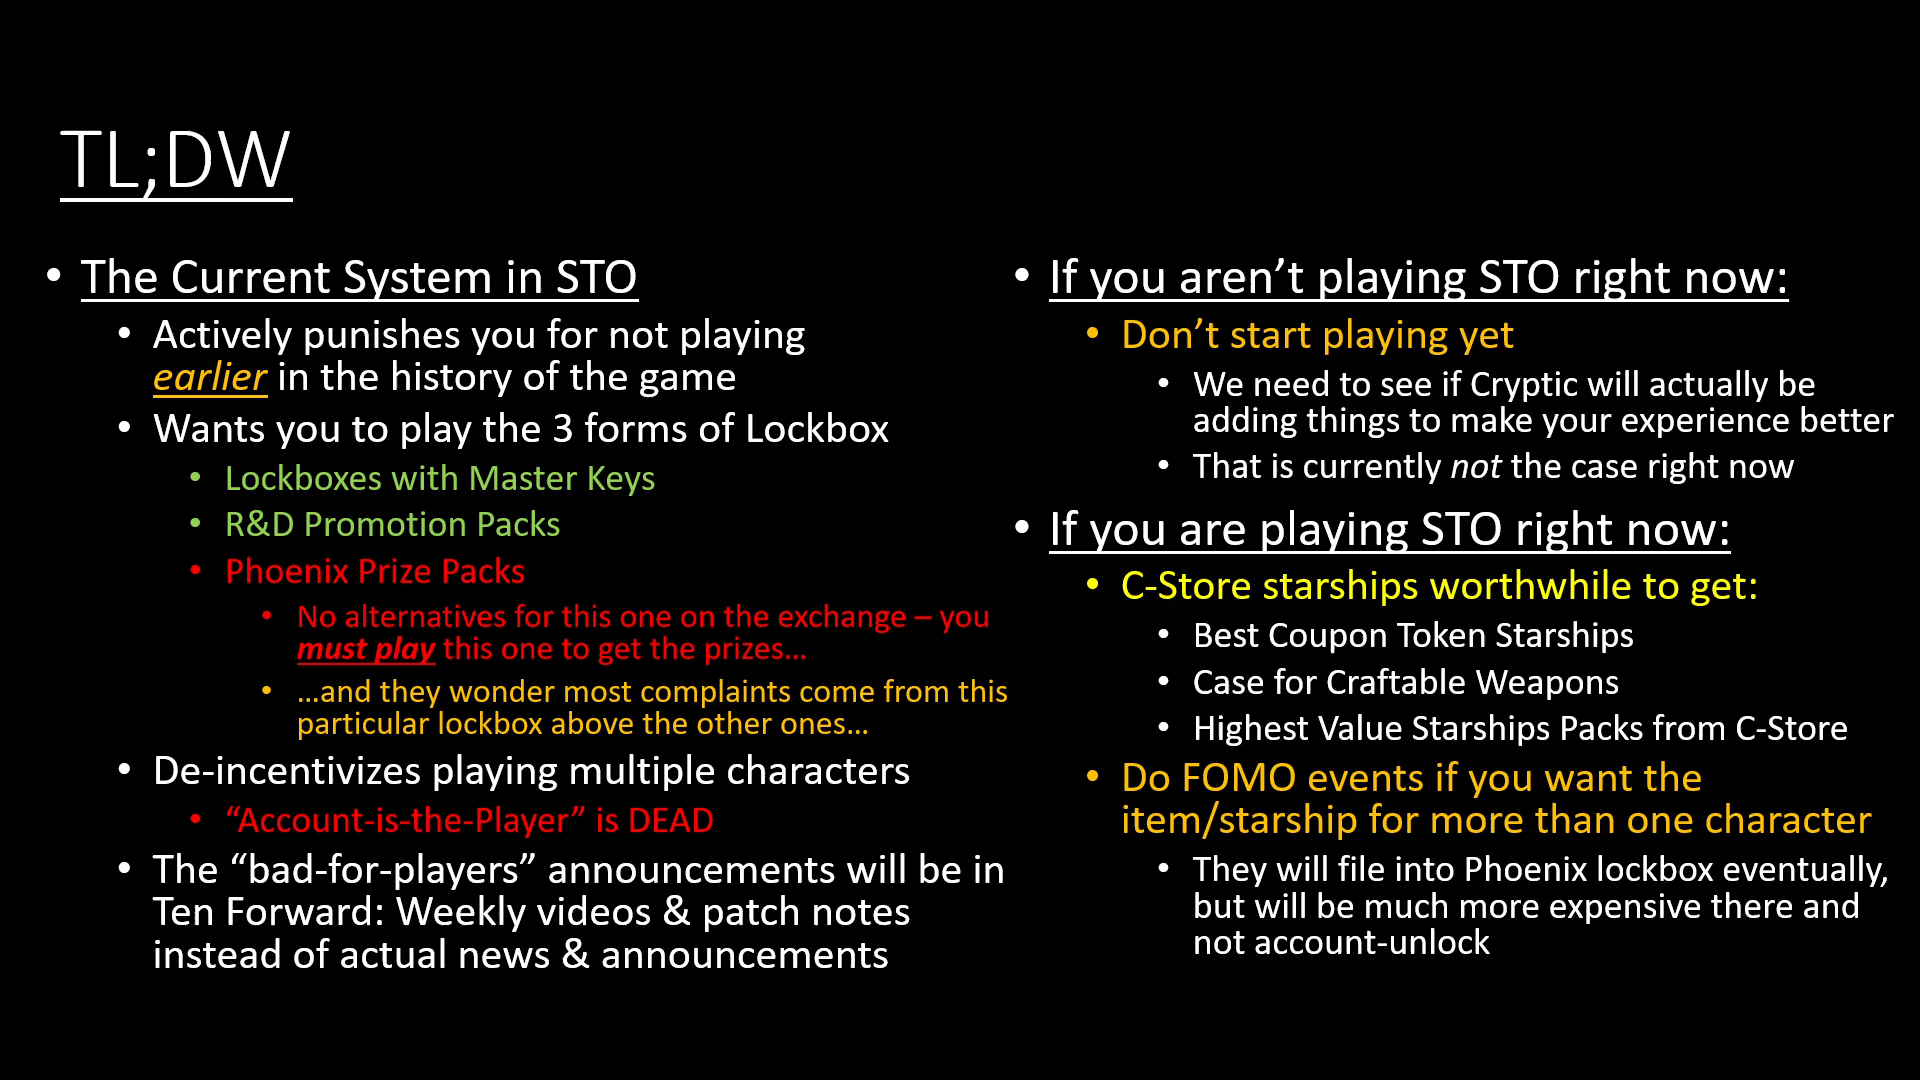 TL;DW
• The Current System in STO
• Actively punishes you for not playing
earlier in the history of the game
• Wants you to play the 3 forms of Lockbox
• Lockboxes with Master Keys
• R&D Promotion Packs
• Phoenix Prize Packs
• No alternatives for this one on the exchange – you
must play this one to get the prizes…
• …and they wonder most complaints come from this
particular lockbox above the other ones…
• De-incentivizes playing multiple characters
• “Account-is-the-Player” is DEAD
• The “bad-for-players” announcements will be in
Ten Forward: Weekly videos & patch notes
instead of actual news & announcements
• If you aren’t playing STO right now:
• Don’t start playing yet
• We need to see if Cryptic will actually be
adding things to make your experience better
• That is currently not the case right now
• If you are playing STO right now:
• C-Store starships worthwhile to get:
• Best Coupon Token Starships
• Case for Craftable Weapons
• Highest Value Starships Packs from C-Store
• Do FOMO events if you want the
item/starship for more than one character
• They will file into Phoenix lockbox eventually,
but will be much more expensive there and
not account-unlock